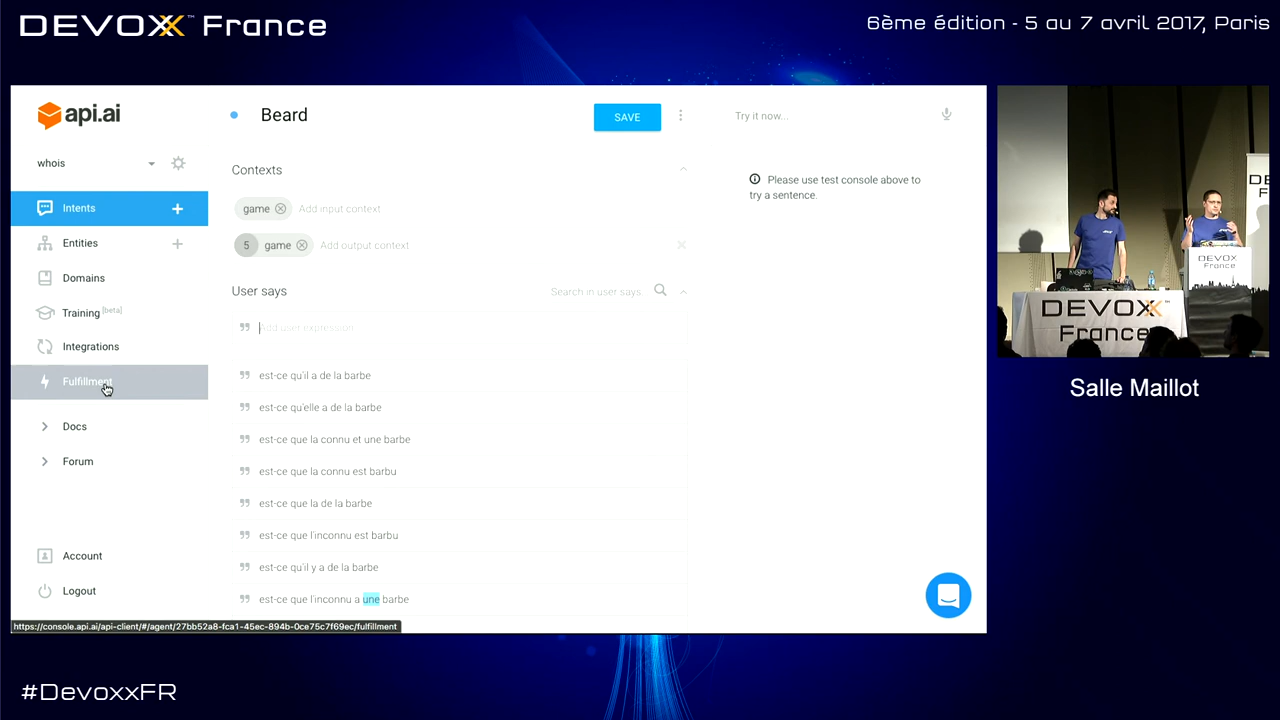 DEVOXX™ France
6ème édition - 5 au 7 avril 2017, Paris
api.ai
Beard
SAVE
Try it now...
whois
Contexts
Please use test console above to
try a sentence.
Intents
game
Add input context
Entities
5 game
Add output context
Domains
User says
Search in user says
Training [beta]
Add user expression
Integrations
est-ce qu'il a de la barbe
Fulfillment
est-ce qu'elle a de la barbe
Docs
est-ce que la connu et une barbe
Forum
est-ce que la connu est barbu
est-ce que la de la barbe
est-ce que l'inconnu est barbu
Account
est-ce qu'il y a de la barbe
Logout
est-ce que l'inconnu a une barbe
https://console.api.ai/api-client/#/agent/27bb52a8-fca1-45ec-894b-0ce75c7f69ec/fulfillment
DEVOXX
France
DEVOXX
France
Salle Maillot
#DevoxxFR